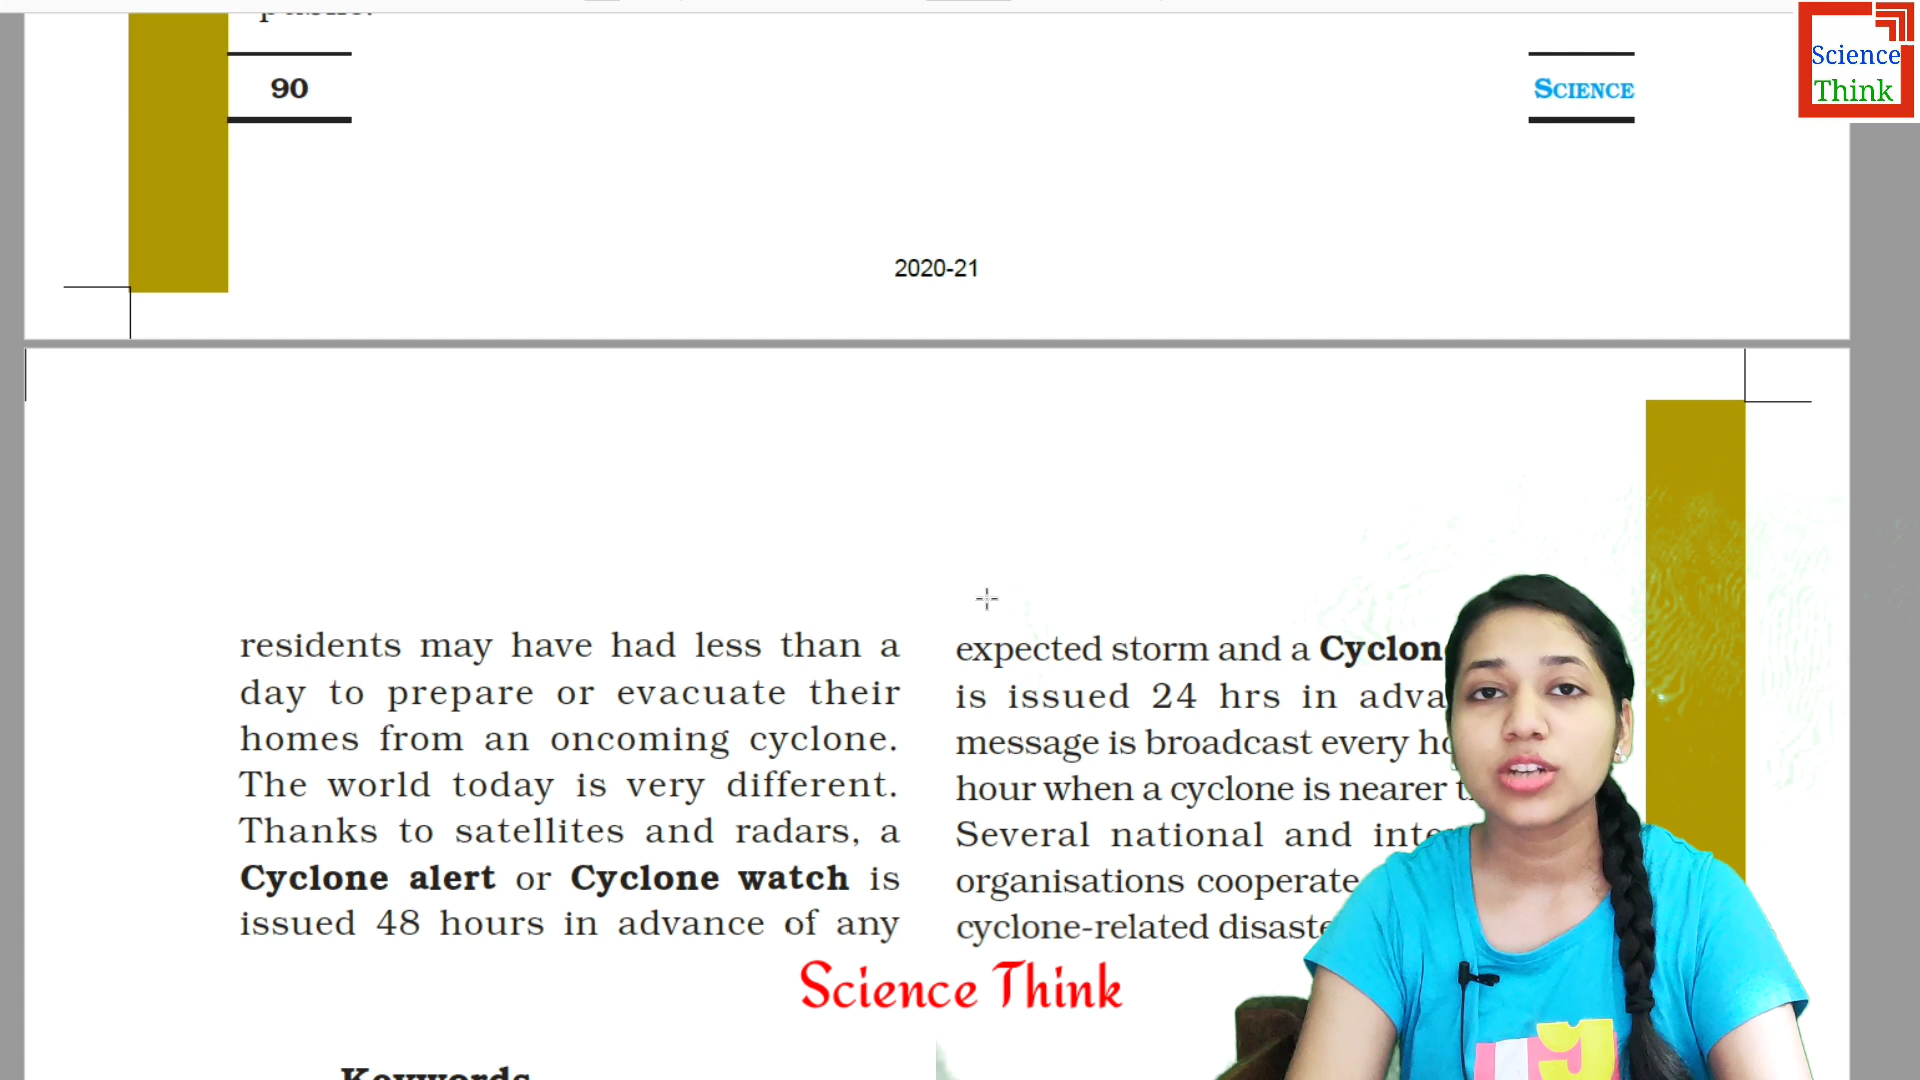 90
SCIENCE
Science
Think
2020-21
residents may have had less than a
day to prepare or evacuate their
homes from an oncoming cyclone.
The world today is very different.
Thanks to satellites and radars, a
Cyclone alert or Cyclone watch is
issued 48 hours in advance of any
expected storm and a
is issued 24 hrs in
message is broadcast every
hour when a cyclone is nearer
Several national and
organisations cooperate
cyclone-related
Science Think
Keywords